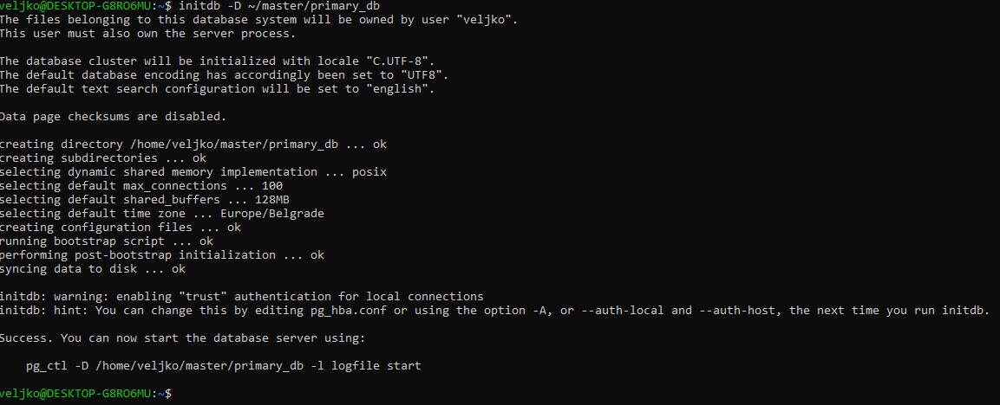 veljko@DESKTOP-G8RO6MU:~$ initdb -D ~/master/primary_db
The files belonging to this database system will be owned by user "veljko".
This user must also own the server process.
The database cluster will be initialized with locale "C.UTF-8".
The default database encoding has accordingly been set to "UTF8".
The default text search configuration will be set to "english".
Data page checksums are disabled.
creating directory /home/veljko/master/primary_db ... ok
creating subdirectories ... ok
selecting dynamic shared memory implementation ... posix
selecting default max_connections ... 100
selecting default shared_buffers ... 128MB
selecting default time zone ... Europe/Belgrade
creating configuration files ... ok
running bootstrap script ... ok
performing post-bootstrap initialization ... ok
syncing data to disk ... ok
initdb: warning: enabling "trust" authentication for local connections
initdb: hint: You can change this by editing pg_hba.conf or using the option -A, or --auth-local and --auth-host, the next time you run initdb.
Success. You can now start the database server using:
pg_ctl -D /home/veljko/master/primary_db -l logfile start
veljko@DESKTOP-G8RO6MU:~$